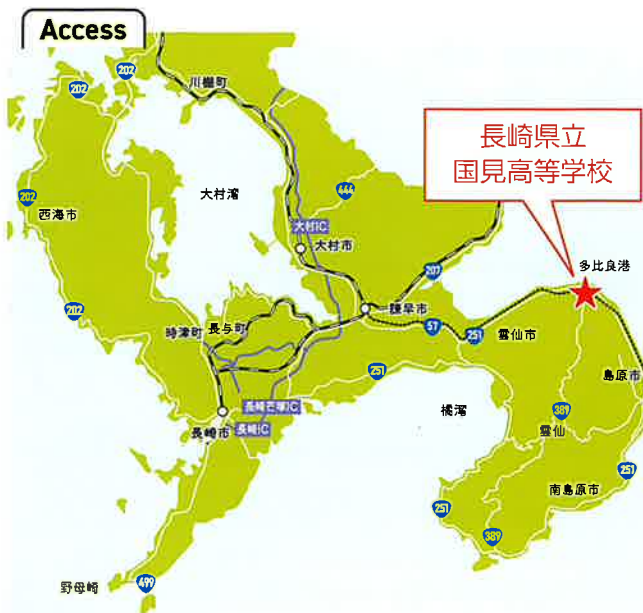 Access
202
川棚町
202
長崎県立
国見高等学校
444
202
西海市
大村湾
大村IC
大村市
207
多比良港
202
諫早市
57
251
雲仙市
時津町
長与町
251
島原市
長崎芒塚IC
長崎市
長崎IC
橘湾
389
雲仙
251
南島原市
251
389
野母崎
499